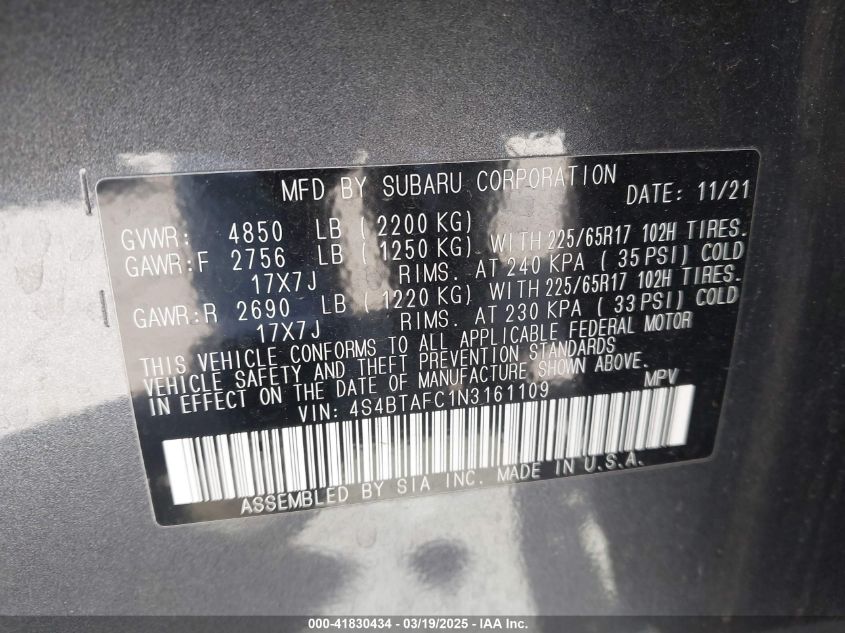 MFD BY SUBARU CORPORATION DATE: 11/21
GVWR: 4850 LB (2200 KG)
GAWR:F 2756 LB (1250 KG) WITH 225/65R17 102H TIRES.
17X7J RIMS. AT 240 KPA (35 PSI) COLD
GAWR:R 2690 LB (1220 KG) WITH 225/65R17 102H TIRES.
17X7J RIMS. AT 230 KPA (33 PSI) COLD
THIS VEHICLE CONFORMS TO ALL APPLICABLE FEDERAL MOTOR
VEHICLE SAFETY AND THEFT PREVENTION STANDARDS
IN EFFECT ON THE DATE OF MANUFACTURE SHOWN ABOVE.
VIN: 4S4BTAFC1N3161109 MPV
ASSEMBLED BY SIA INC. MADE IN U.S.A.
000-41830434 - 03/19/2025 - IAA Inc.